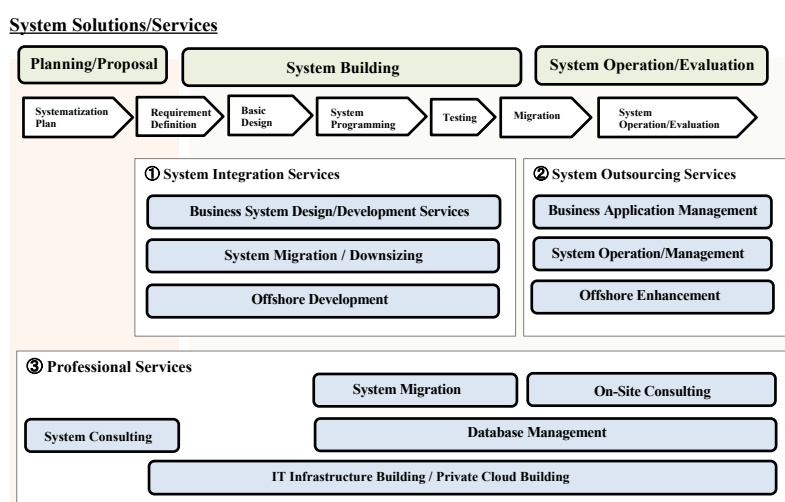 System Solutions/Services
Planning/Proposal
System Building
System Operation/Evaluation
Systematization
Plan
Requirement
Definition
Basic
Design
System
Programming
Testing
Migration
System
Operation/Evaluation
① System Integration Services
Business System Design/Development Services
System Migration / Downsizing
Offshore Development
② System Outsourcing Services
Business Application Management
System Operation/Management
Offshore Enhancement
③ Professional Services
System Migration
On-Site Consulting
System Consulting
Database Management
IT Infrastructure Building / Private Cloud Building